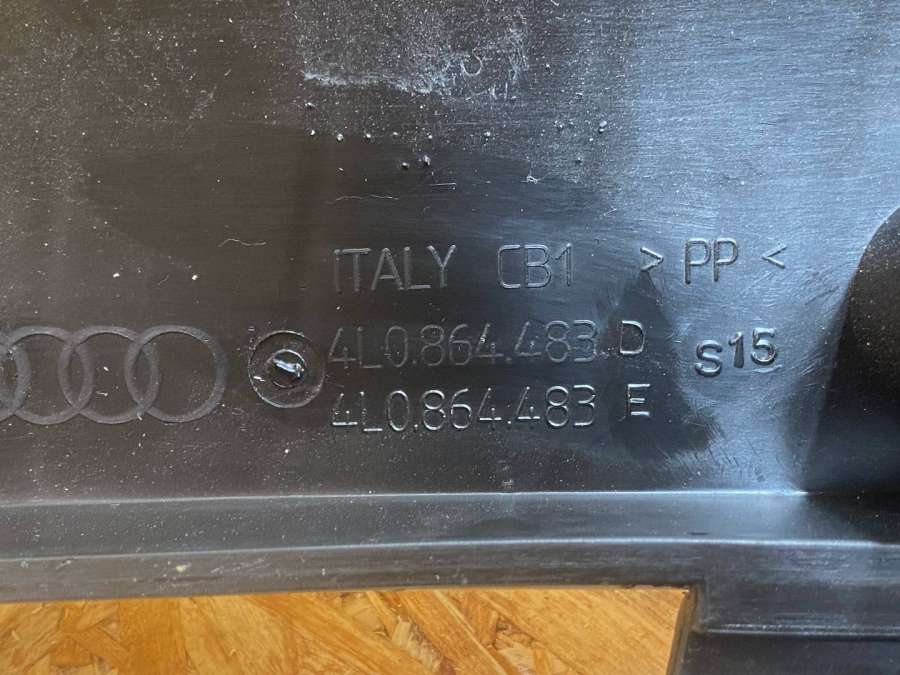 ITALY CB1 > PP <
4L0.864.483 D S15
4L0.864.483 E